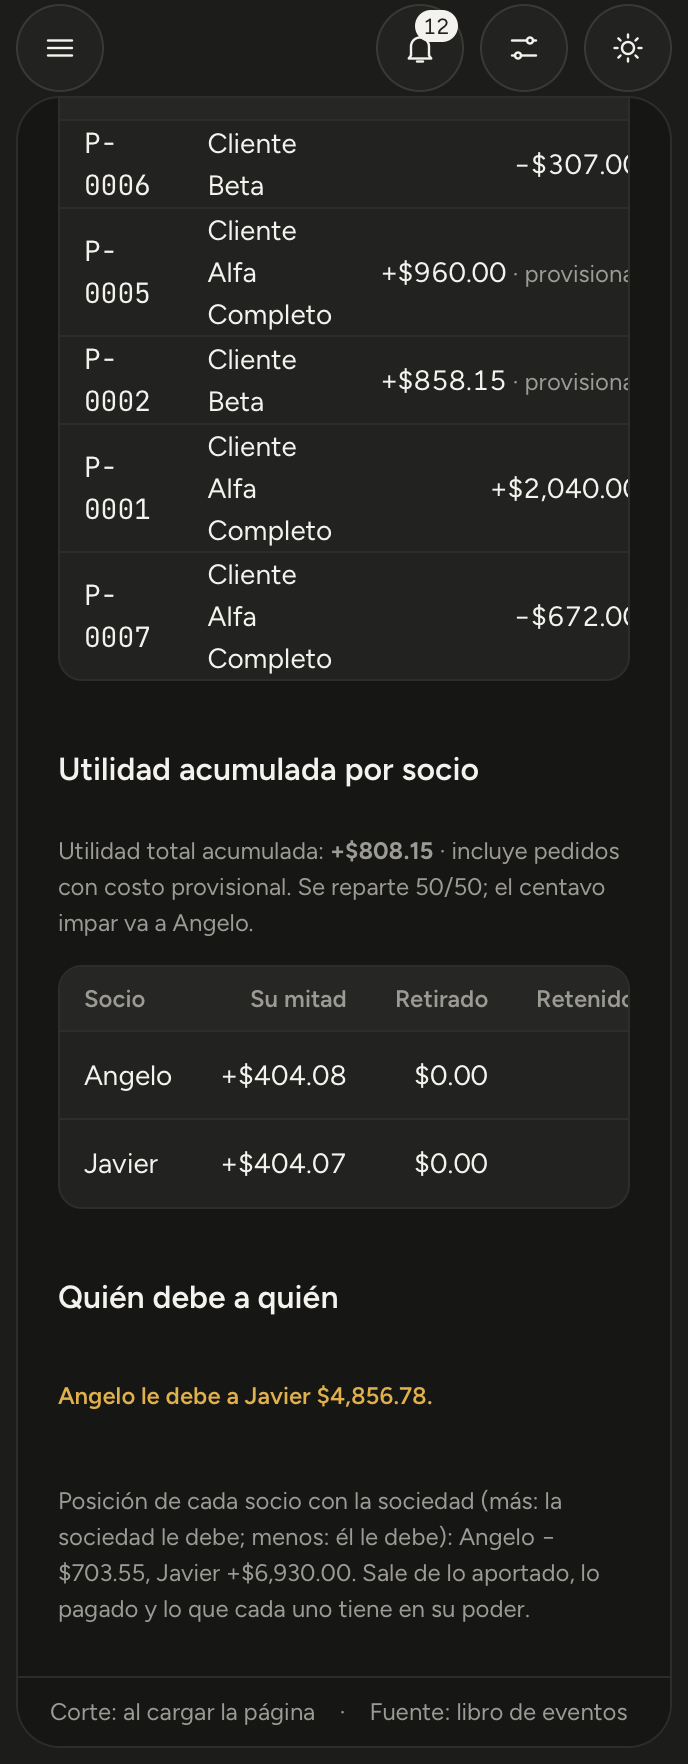 12
P-
0006
Cliente
Beta
−$307.00
P-
0005
Cliente
Alfa
Completo
+$960.00 · provisiona
P-
0002
Cliente
Beta
+$858.15 · provisiona
P-
0001
Cliente
Alfa
Completo
+$2,040.00
P-
0007
Cliente
Alfa
Completo
−$672.00
Utilidad acumulada por socio
Utilidad total acumulada: +$808.15 · incluye pedidos
con costo provisional. Se reparte 50/50; el centavo
impar va a Angelo.
Socio Su mitad Retirado Retenido
Angelo +$404.08 $0.00
Javier +$404.07 $0.00
Quién debe a quién
Angelo le debe a Javier $4,856.78.
Posición de cada socio con la sociedad (más: la
sociedad le debe; menos: él le debe): Angelo −
$703.55, Javier +$6,930.00. Sale de lo aportado, lo
pagado y lo que cada uno tiene en su poder.
Corte: al cargar la página · Fuente: libro de eventos